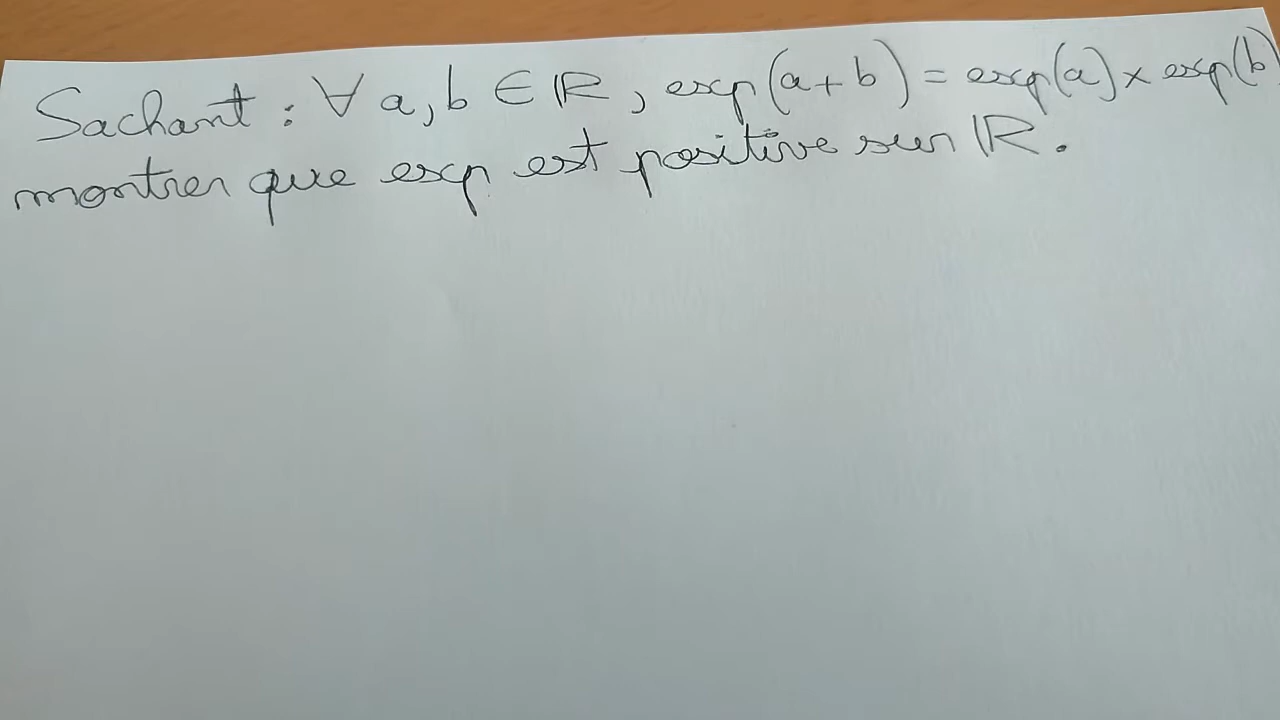 Sachant : ∀ a, b ∈ ℝ, exp(a+b) = exp(a) × exp(b)
montrer que exp est positive sur ℝ.